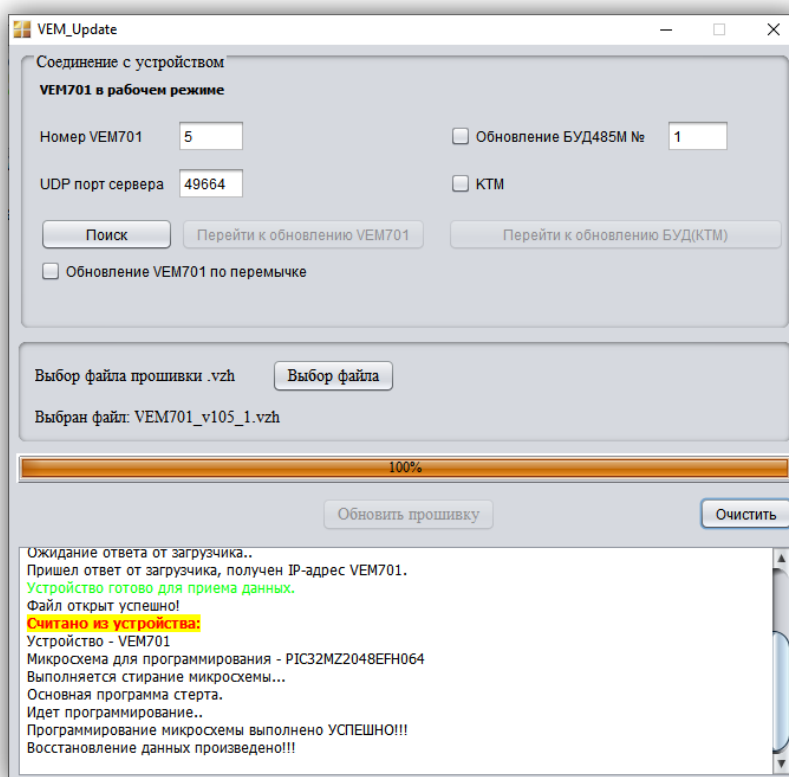 VEM_Update
Соединение с устройством
VEM701 в рабочем режиме
Номер VEM701 5 Обновление БУД485М № 1
UDP порт сервера 49664 КТМ
Поиск Перейти к обновлению VEM701 Перейти к обновлению БУД(КТМ)
Обновление VEM701 по перемычке
Выбор файла прошивки .vzh Выбор файла
Выбран файл: VEM701_v105_1.vzh
100%
Обновить прошивку Очистить
Ожидание ответа от загрузчика..
Пришел ответ от загрузчика, получен IP-адрес VEM701.
Устройство готово для приема данных.
Файл открыт успешно!
Считано из устройства:
Устройство - VEM701
Микросхема для программирования - PIC32MZ2048EFH064
Выполняется стирание микросхемы...
Основная программа стерта.
Идет программирование..
Программирование микросхемы выполнено УСПЕШНО!!!
Восстановление данных произведено!!!